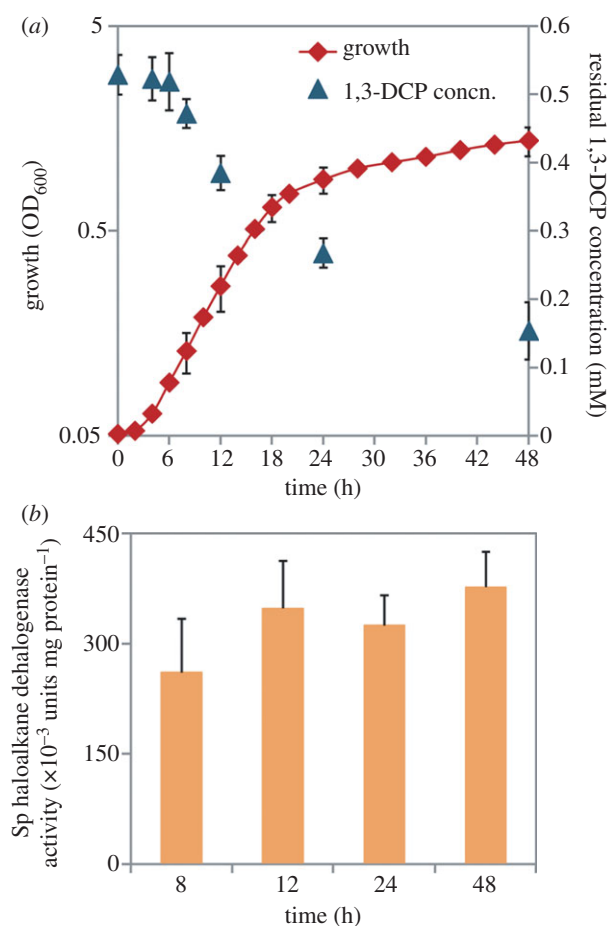 (a)
5
0.5
0.05
growth (OD600)
growth
1,3-DCP concn.
0.6
0.5
0.4
0.3
0.2
0.1
0
residual 1,3-DCP concentration (mM)
0 6 12 18 24 30 36 42 48
time (h)
(b)
Sp haloalkane dehalogenase
activity (×10−3 units mg protein−1)
450
300
150
0
8 12 24 48
time (h)